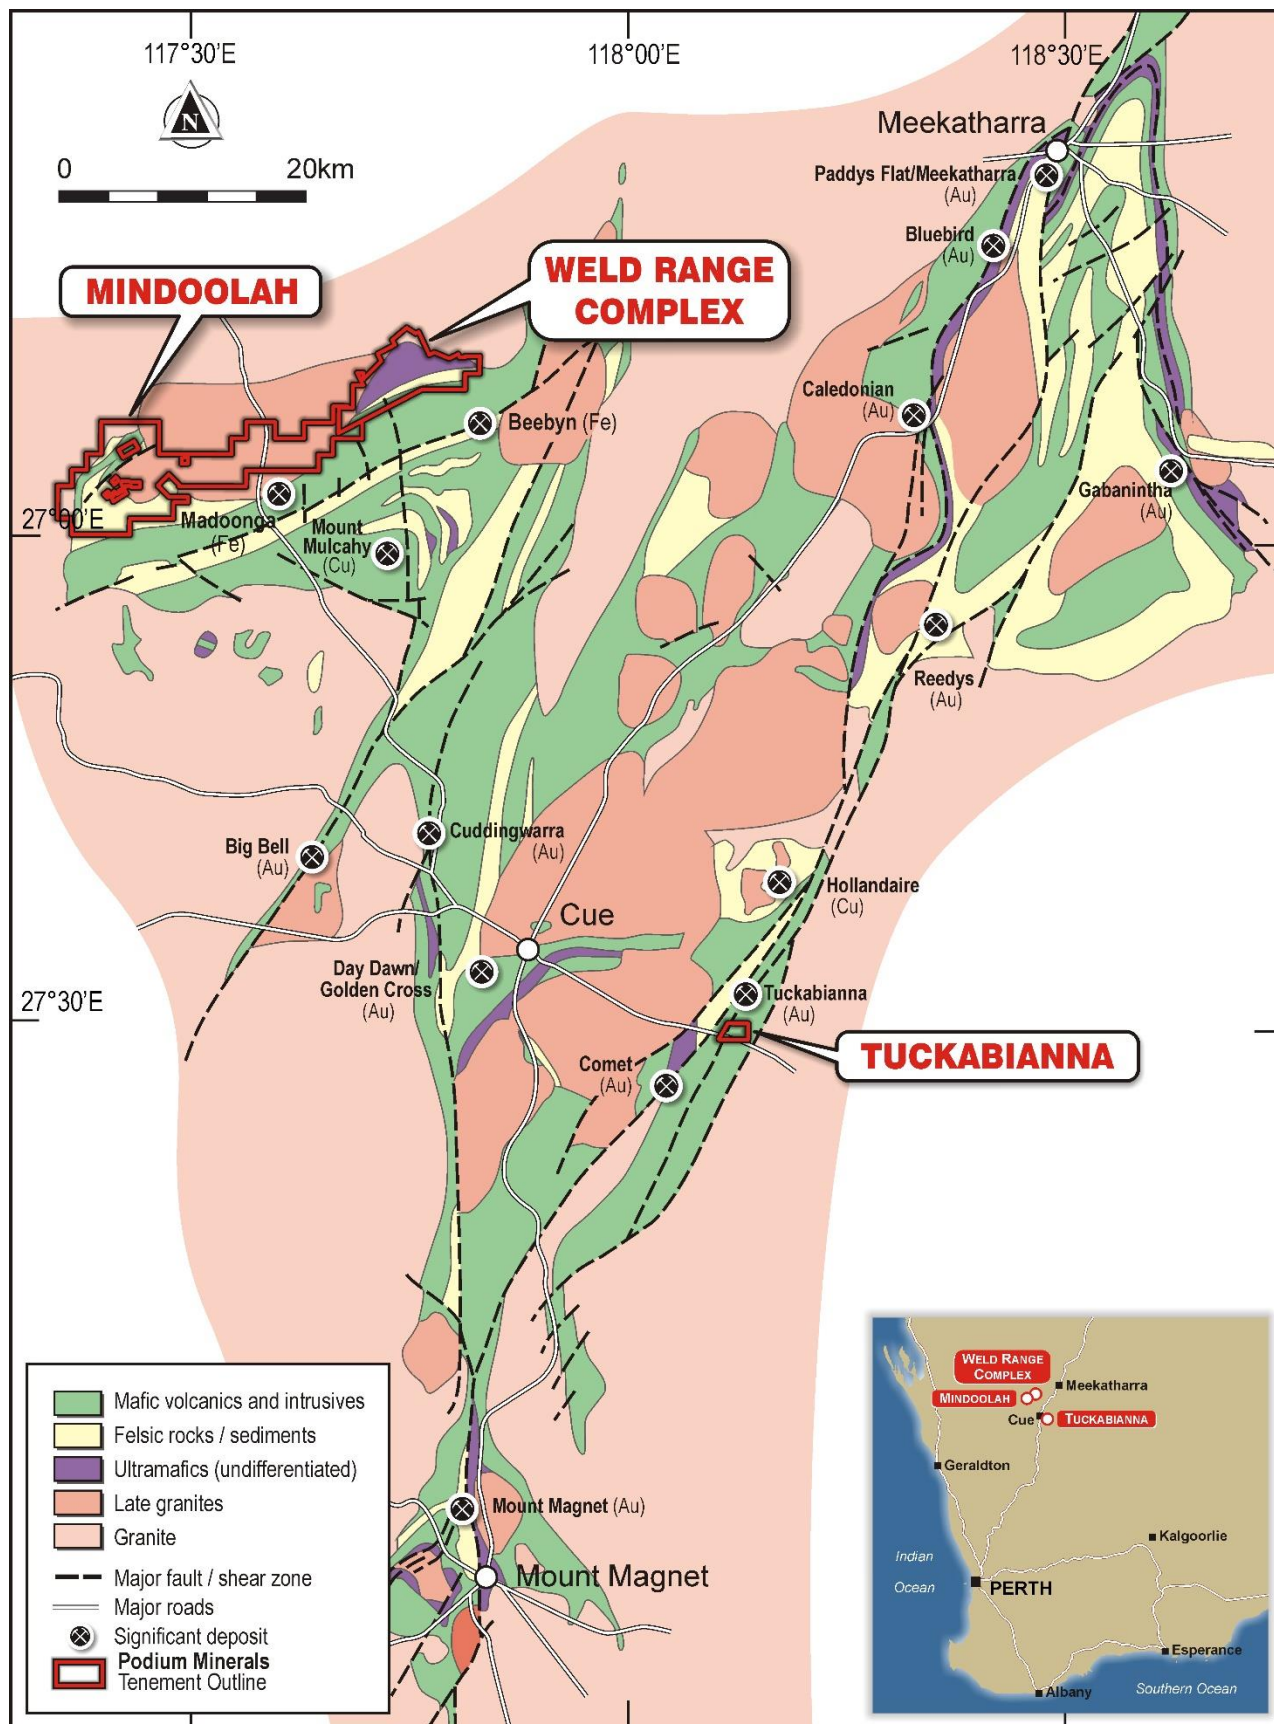 117°30'E
118°00'E
118°30'E
N
0
20km
Meekatharra
Paddys Flat/Meekatharra
(Au)
Bluebird
(Au)
MINDOOLAH
WELD RANGE
COMPLEX
Caledonian
(Au)
Beebyn (Fe)
Gabanintha
(Au)
27°00'E
Madoonga
(Fe)
Mount
Mulcahy
(Cu)
Reedys
(Au)
Big Bell
(Au)
Cuddingwarra
(Au)
Hollandaire
(Cu)
Cue
Day Dawn/
Golden Cross
(Au)
27°30'E
Tuckabianna
(Au)
TUCKABIANNA
Comet
(Au)
Mount Magnet (Au)
Mount Magnet
Mafic volcanics and intrusives
Felsic rocks / sediments
Ultramafics (undifferentiated)
Late granites
Granite
Major fault / shear zone
Major roads
Significant deposit
Podium Minerals
Tenement Outline
WELD RANGE
COMPLEX
MINDOOLAH
Meekatharra
Cue
TUCKABIANNA
Geraldton
Kalgoorlie
Indian
Ocean
PERTH
Esperance
Albany
Southern Ocean